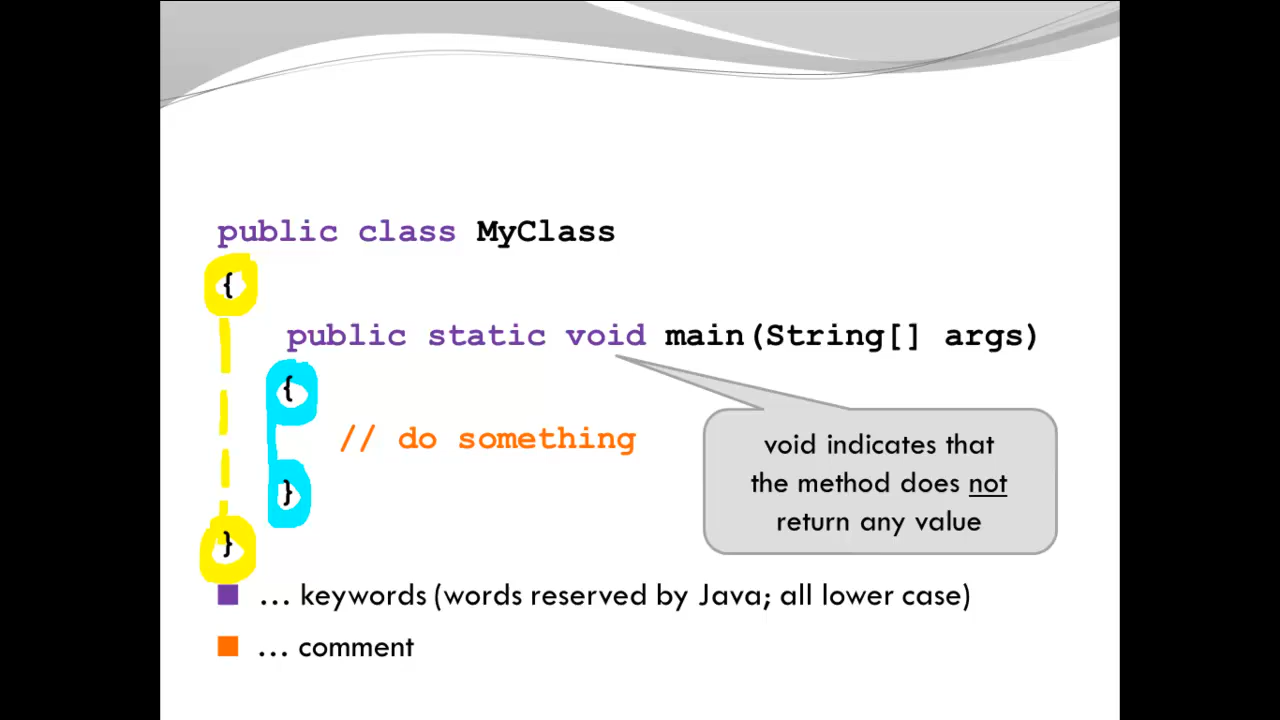 public class MyClass
{
public static void main(String[] args)
{
// do something
}
}
void indicates that
the method does not
return any value
... keywords (words reserved by Java; all lower case)
... comment